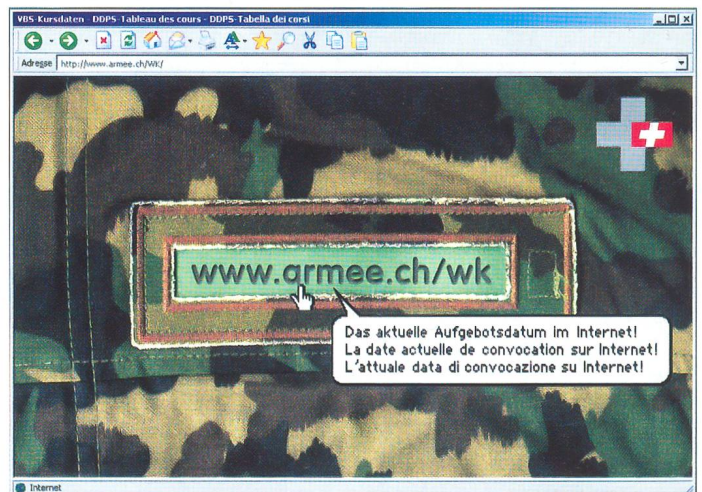 VBS-Kursdaten - DDPS-Tableau des cours - DDPS-Tabella dei corsi
Adresse http://www.armee.ch/WK/
www.armee.ch/wk
Das aktuelle Aufgebotsdatum im Internet!
La date actuelle de convocation sur Internet!
L'attuale data di convocazione su Internet!
Internet